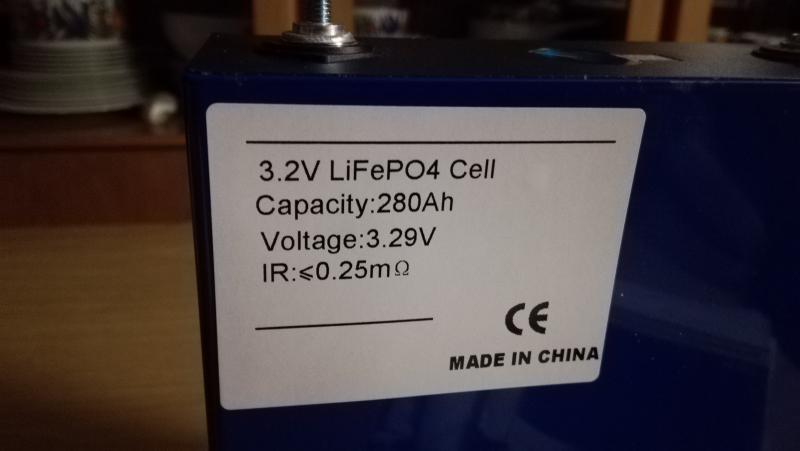 3.2V LiFePO4 Cell
Capacity:280Ah
Voltage:3.29V
IR:⩽0.25mΩ
CE
MADE IN CHINA